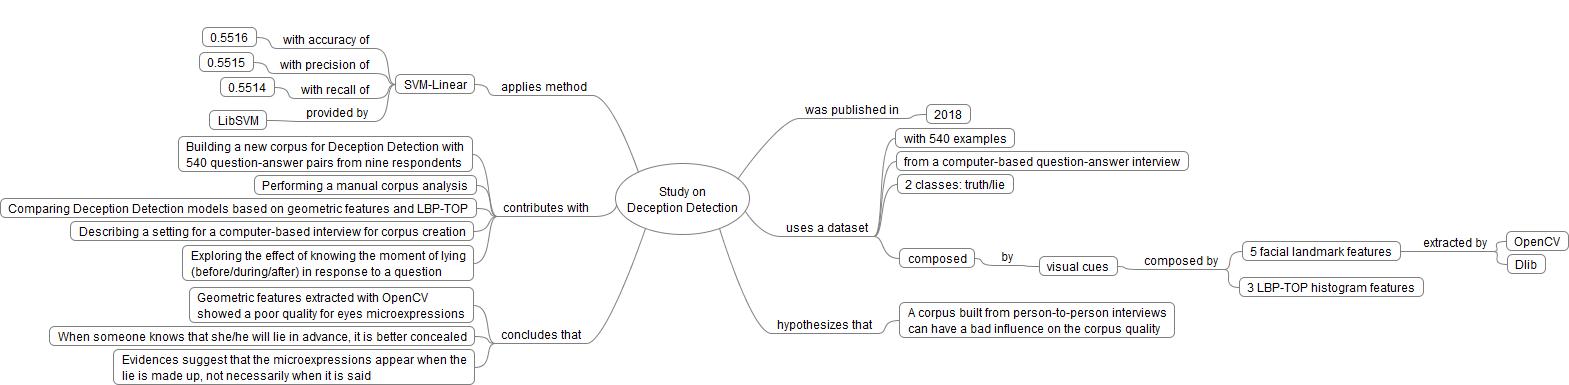 0.5516
with accuracy of
0.5515
with precision of
0.5514
with recall of
LibSVM
provided by
SVM-Linear
applies method
Building a new corpus for Deception Detection with
540 question-answer pairs from nine respondents
Performing a manual corpus analysis
Comparing Deception Detection models based on geometric features and LBP-TOP
Describing a setting for a computer-based interview for corpus creation
Exploring the effect of knowing the moment of lying
(before/during/after) in response to a question
contributes with
Geometric features extracted with OpenCV
showed a poor quality for eyes microexpressions
When someone knows that she/he will lie in advance, it is better concealed
Evidences suggest that the microexpressions appear when the
lie is made up, not necessarily when it is said
concludes that
Study on
Deception Detection
was published in
2018
uses a dataset
with 540 examples
from a computer-based question-answer interview
2 classes: truth/lie
composed
by
visual cues
composed by
5 facial landmark features
extracted by
OpenCV
Dlib
3 LBP-TOP histogram features
hypothesizes that
A corpus built from person-to-person interviews
can have a bad influence on the corpus quality